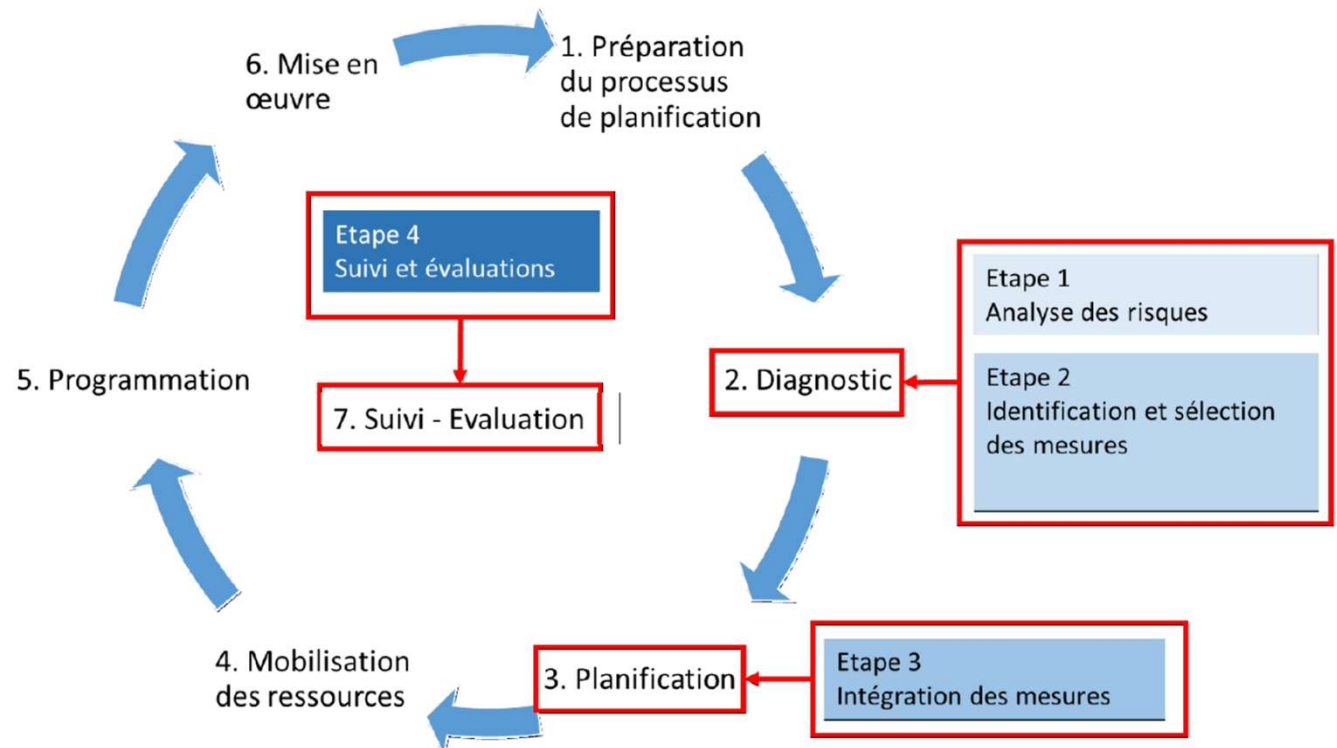 6. Mise en
œuvre
1. Préparation
du processus
de planification
Etape 4
Suivi et évaluations
Etape 1
Analyse des risques
5. Programmation
7. Suivi - Evaluation
2. Diagnostic
Etape 2
Identification et sélection
des mesures
4. Mobilisation
des ressources
3. Planification
Etape 3
Intégration des mesures